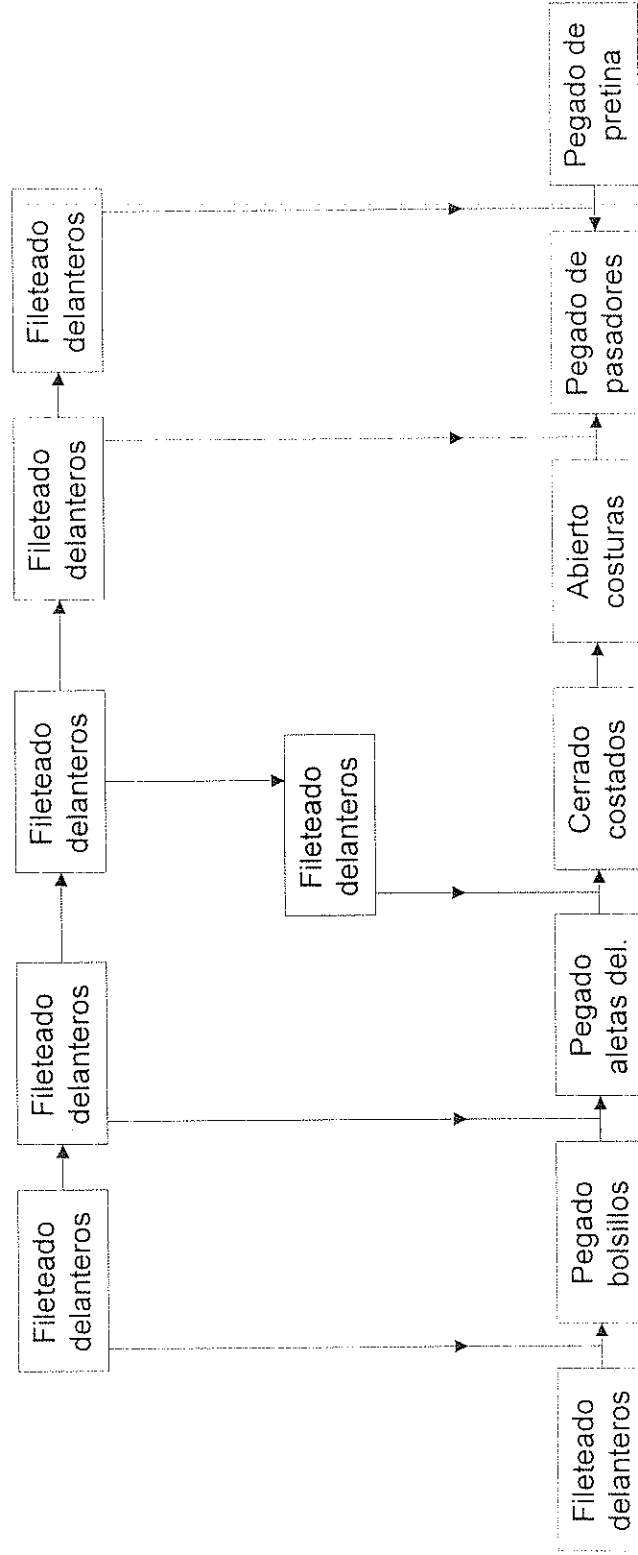 Fileteado
delanteros
Fileteado
delanteros
Fileteado
delanteros
Fileteado
delanteros
Fileteado
delanteros
Fileteado
delanteros
Fileteado
delanteros
Pegado
bolsillos
Pegado
aletas del.
Cerrado
costados
Abierto
costuras
Pegado de
pasadores
Pegado de
pretina